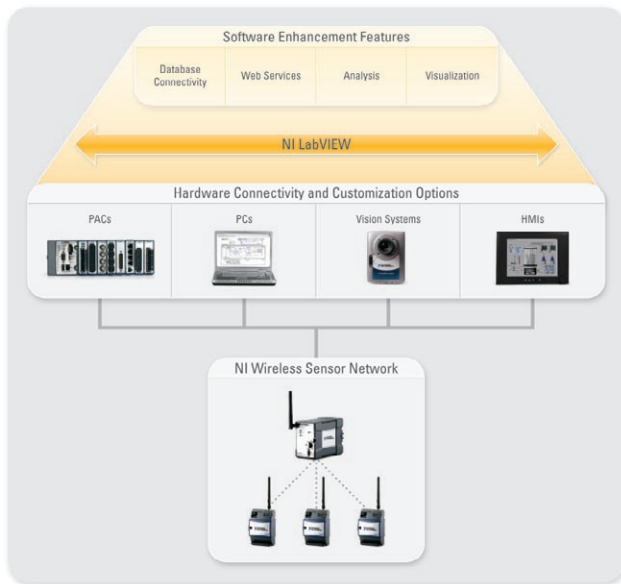 Software Enhancement Features
Database
Connectivity
Web Services
Analysis
Visualization
NI LabVIEW
Hardware Connectivity and Customization Options
PACs
PCs
Vision Systems
HMIs
NI Wireless Sensor Network